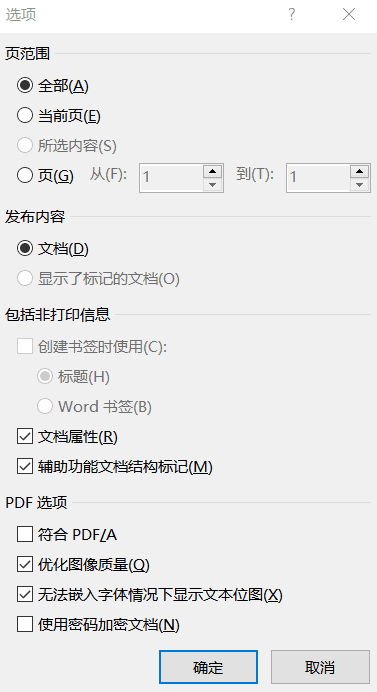 选项
页范围
全部(A)
当前页(E)
所选内容(S)
页(G) 从(F): 1 到(T): 1
发布内容
文档(D)
显示了标记的文档(O)
包括非打印信息
创建书签时使用(C):
标题(H)
Word 书签(B)
文档属性(R)
辅助功能文档结构标记(M)
PDF 选项
符合 PDF/A
优化图像质量(Q)
无法嵌入字体情况下显示文本位图(X)
使用密码加密文档(N)
确定 取消